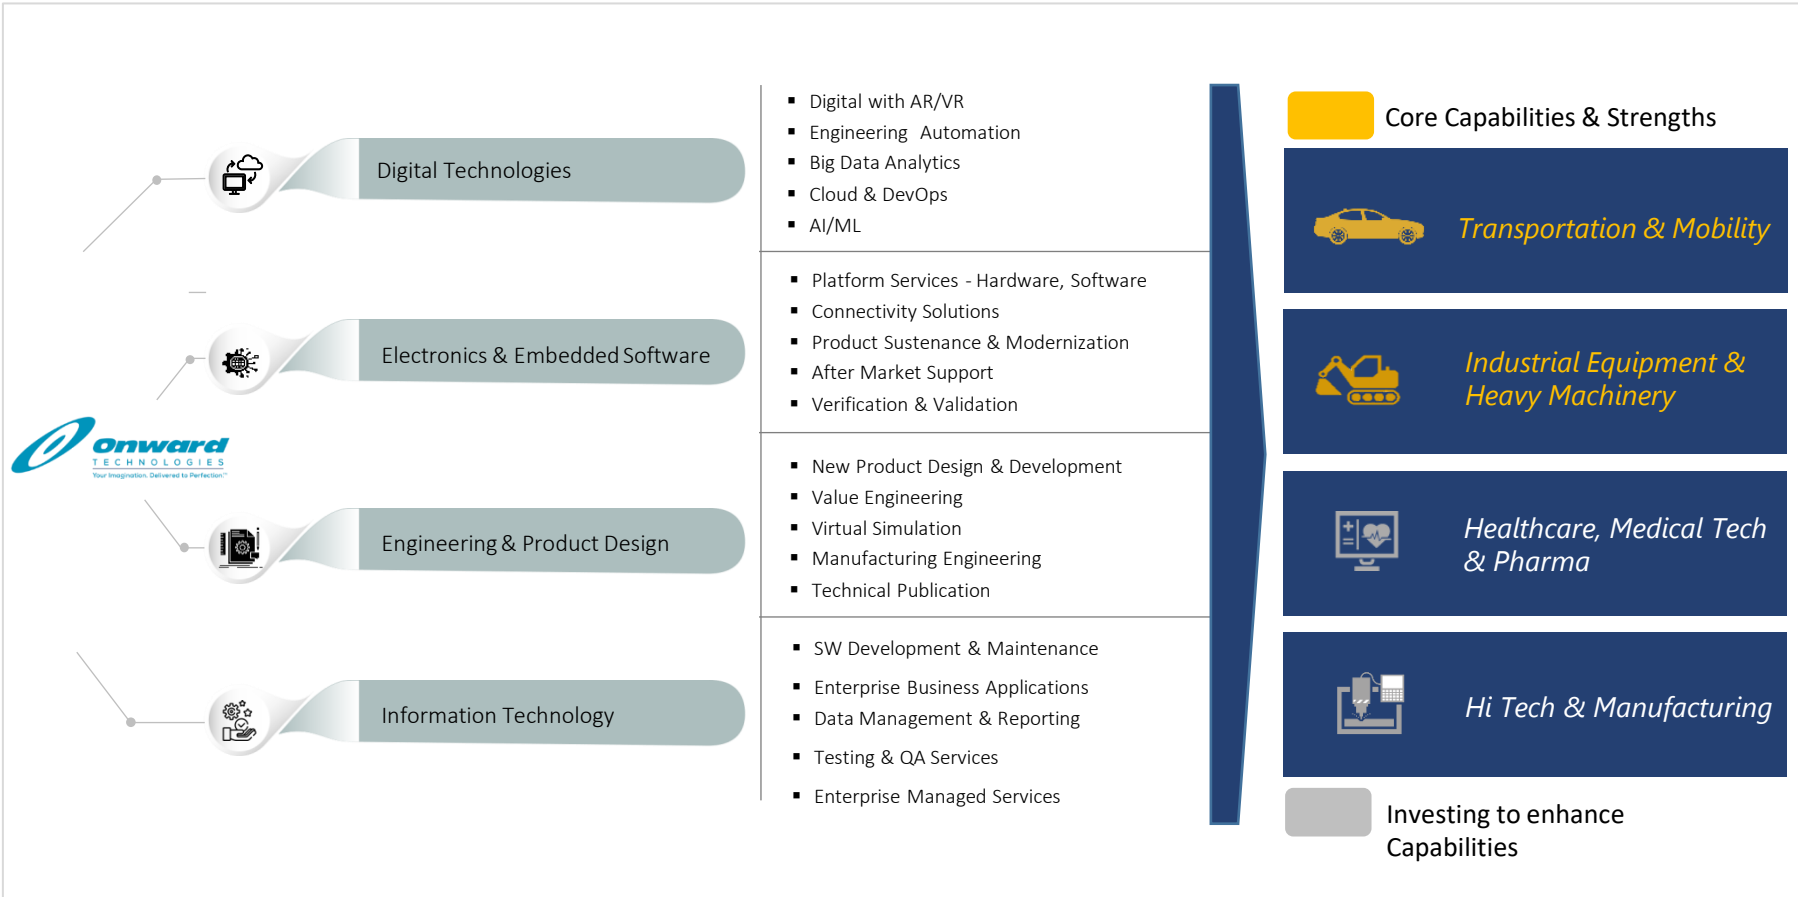 Onward
TECHNOLOGIES
Your Imagination. Delivered to Perfection.™
Digital Technologies
Digital with AR/VR
Engineering Automation
Big Data Analytics
Cloud & DevOps
AI/ML
Electronics & Embedded Software
Platform Services - Hardware, Software
Connectivity Solutions
Product Sustenance & Modernization
After Market Support
Verification & Validation
Engineering & Product Design
New Product Design & Development
Value Engineering
Virtual Simulation
Manufacturing Engineering
Technical Publication
Information Technology
SW Development & Maintenance
Enterprise Business Applications
Data Management & Reporting
Testing & QA Services
Enterprise Managed Services
Core Capabilities & Strengths
Transportation & Mobility
Industrial Equipment &
Heavy Machinery
Healthcare, Medical Tech
& Pharma
Hi Tech & Manufacturing
Investing to enhance
Capabilities